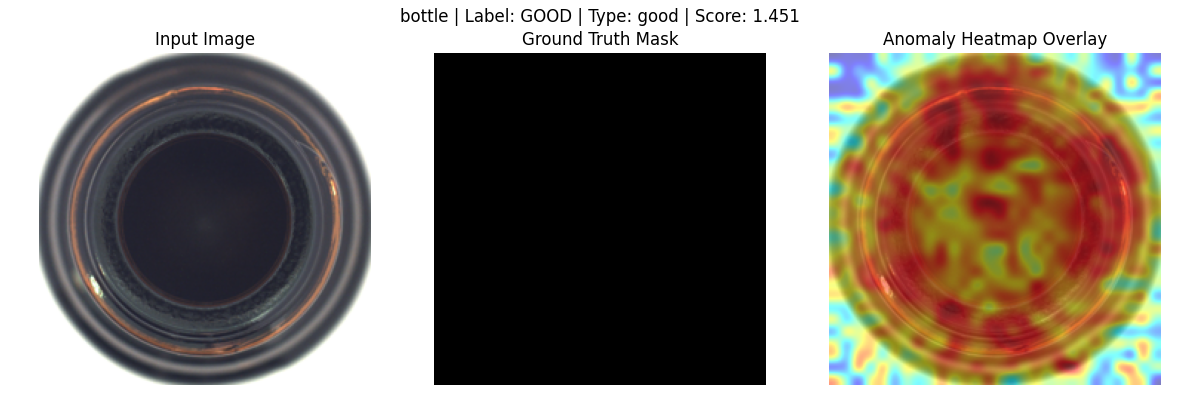 bottle | Label: GOOD | Type: good | Score: 1.451
Input Image
Ground Truth Mask
Anomaly Heatmap Overlay